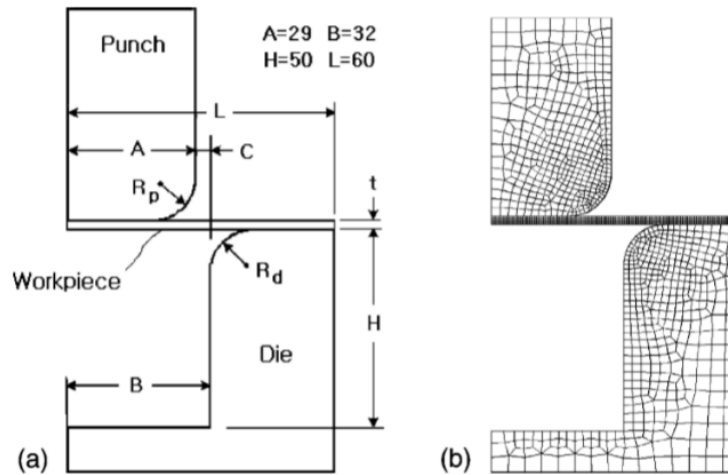 Punch
A=29 B=32
H=50 L=60
L
A
C
t
Rp
Workpiece
Rd
H
Die
B
(a)
(b)